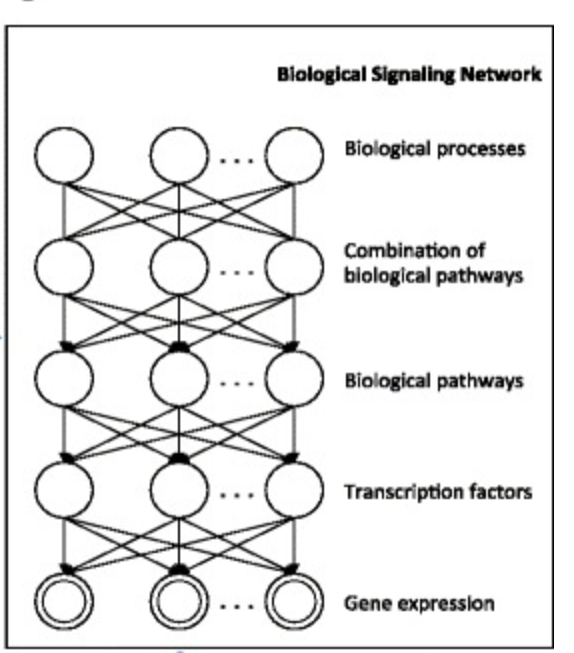 Biological Signaling Network
Biological processes
Combination of
biological pathways
Biological pathways
Transcription factors
Gene expression